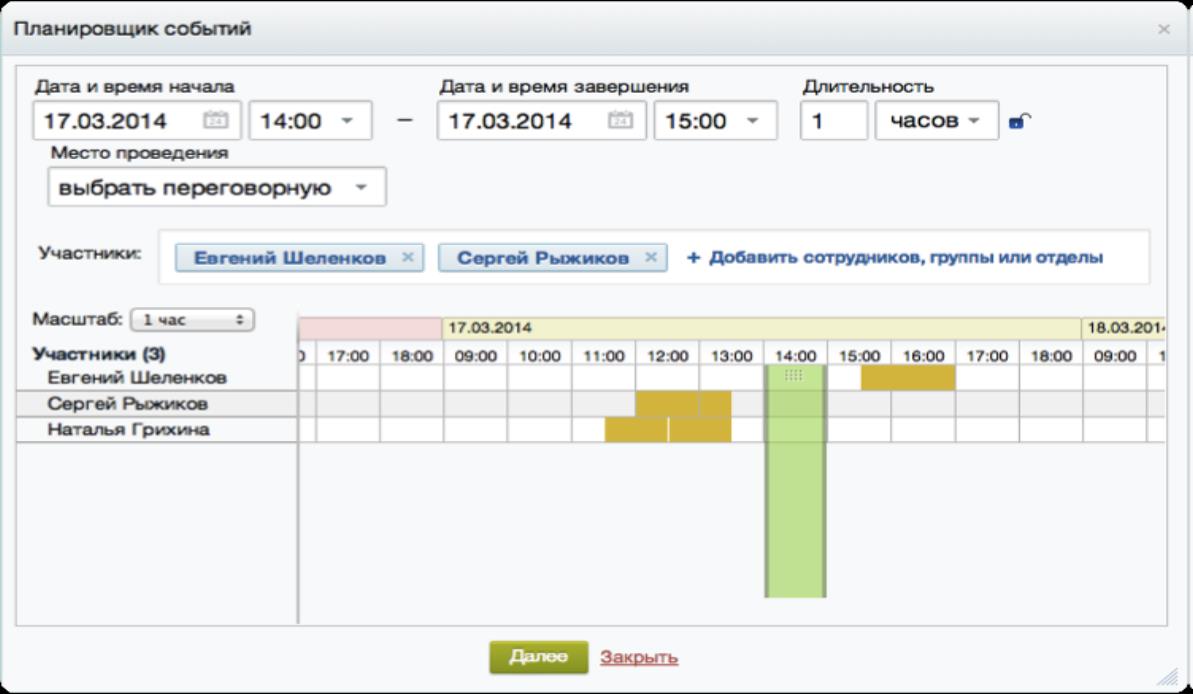 Планировщик событий
Дата и время начала Дата и время завершения Длительность
17.03.2014 14:00 – 17.03.2014 15:00 1 часов
Место проведения
выбрать переговорную
Участники: Евгений Шеленков × Сергей Рыжиков × + Добавить сотрудников, группы или отделы
Масштаб: 1 час 17.03.2014 18.03.201
Участники (3) 17:00 18:00 09:00 10:00 11:00 12:00 13:00 14:00 15:00 16:00 17:00 18:00 09:00
Евгений Шеленков
Сергей Рыжиков
Наталья Грихина
Далее Закрыть